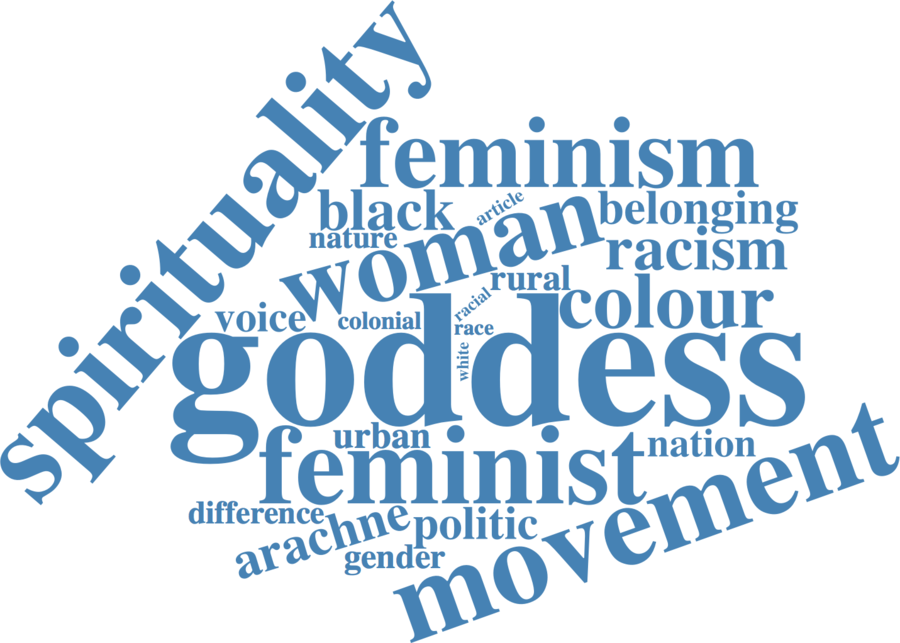 spirituality
feminism
black
article
belonging
nature
woman
racism
rural
colour
racial
voice
colonial
race
goddess
white
urban
feminist
nation
difference
arachne
politic
gender
movement